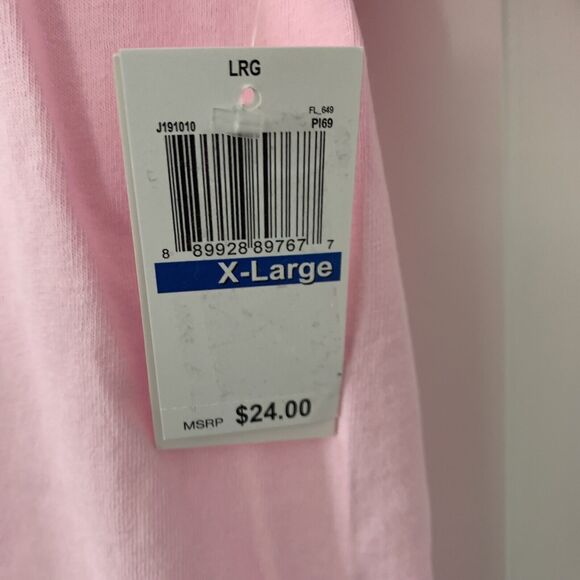 LRG
FL_649
J191010 PI69
8 89928 89767 7
X-Large
MSRP $24.00